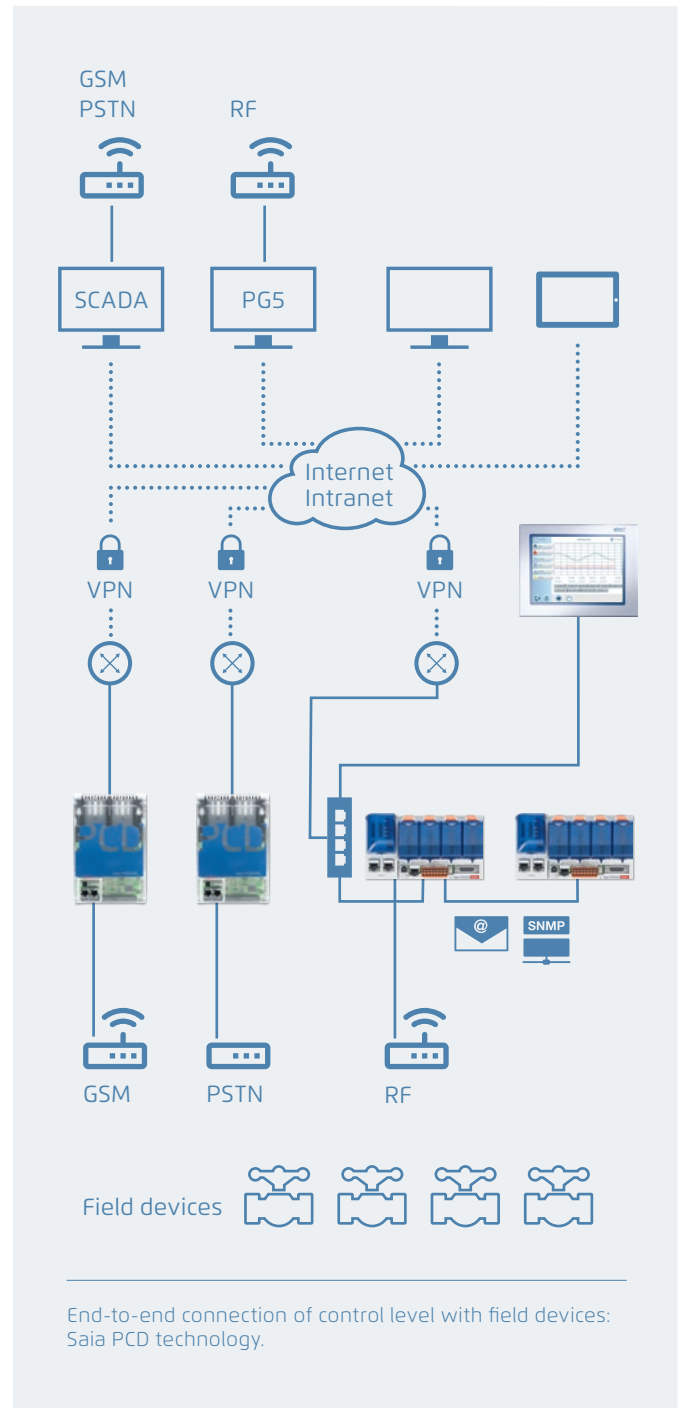 GSM
PSTN
RF
SCADA
PG5
Internet
Intranet
VPN
VPN
VPN
PCD
PCD
@
SNMP
GSM
PSTN
RF
Field devices
End-to-end connection of control level with field devices:
Saia PCD technology.